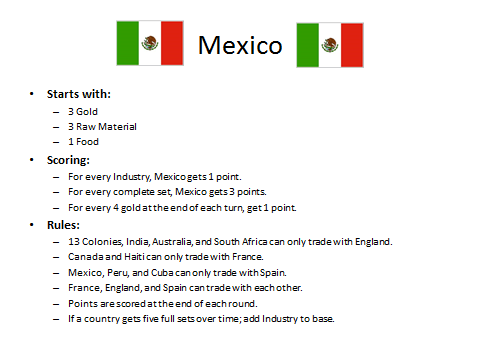 Mexico
• Starts with:
– 3 Gold
– 3 Raw Material
– 1 Food
• Scoring:
– For every Industry, Mexico gets 1 point.
– For every complete set, Mexico gets 3 points.
– For every 4 gold at the end of each turn, get 1 point.
• Rules:
– 13 Colonies, India, Australia, and South Africa can only trade with England.
– Canada and Haiti can only trade with France.
– Mexico, Peru, and Cuba can only trade with Spain.
– France, England, and Spain can trade with each other.
– Points are scored at the end of each round.
– If a country gets five full sets over time; add Industry to base.